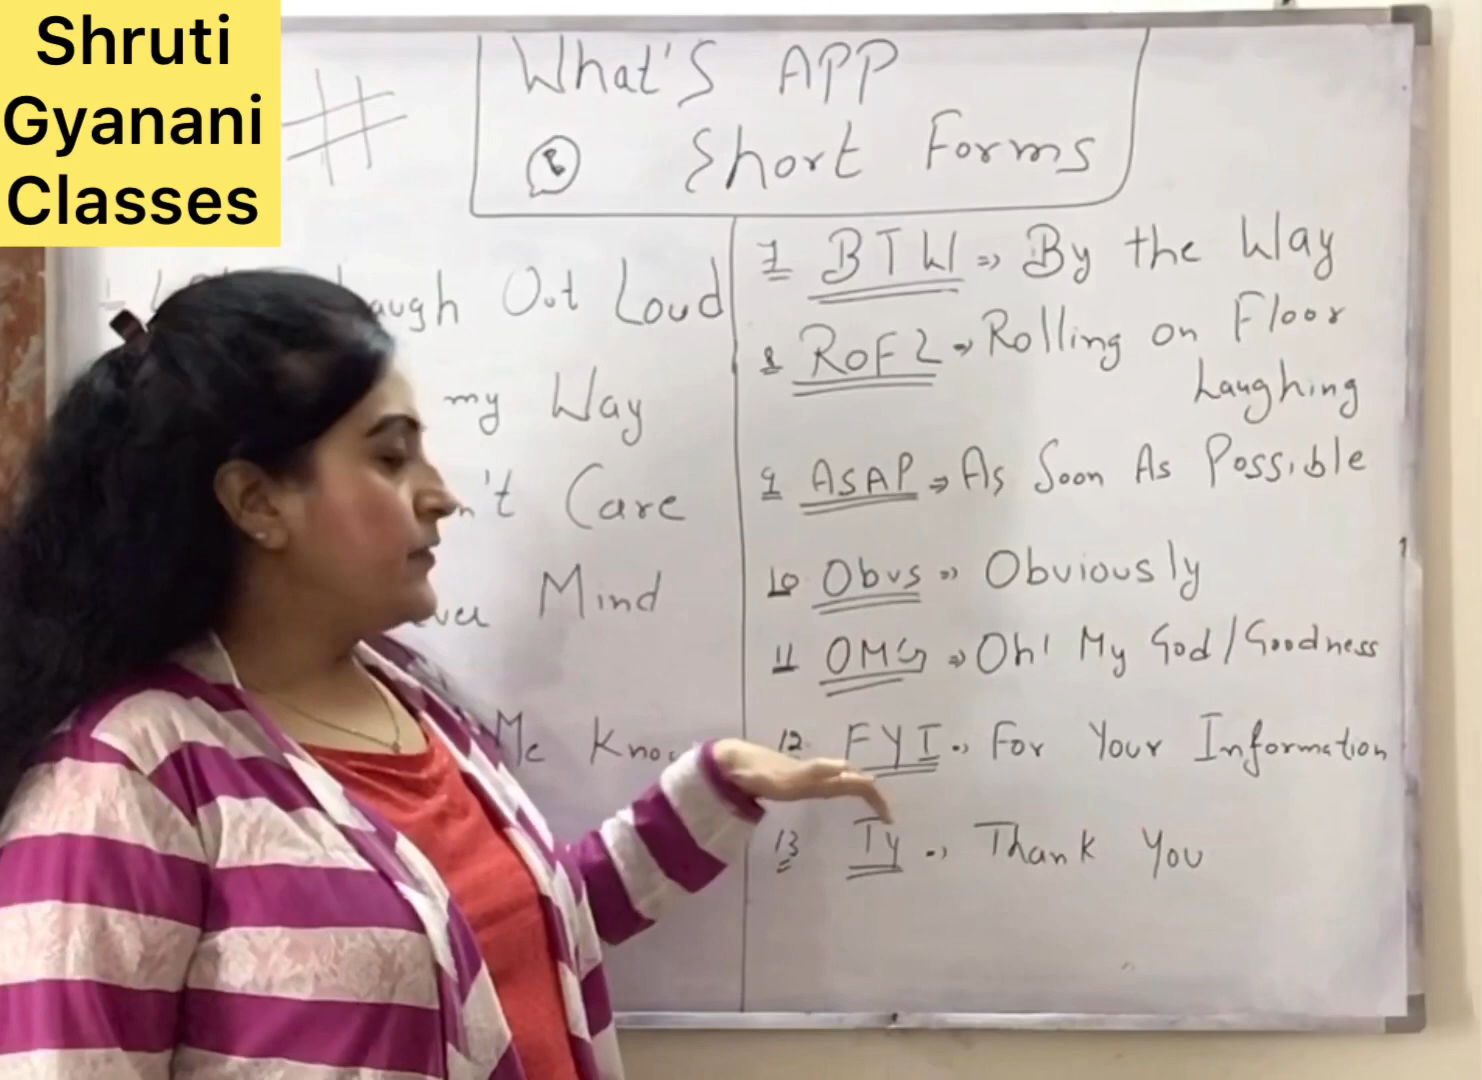 Shruti
Gyanani
Classes
#
What's APP
Short Forms
Out Loud
my Way
Care
Mind
Me
7 BTW => By the Way
8 ROFL => Rolling on Floor
Laughing
9 ASAP => As Soon As Possible
10 Obvs => Obviously
11 OMG => Oh! My God/Goodness
12. FYI => For Your Information
13 Ty => Thank You